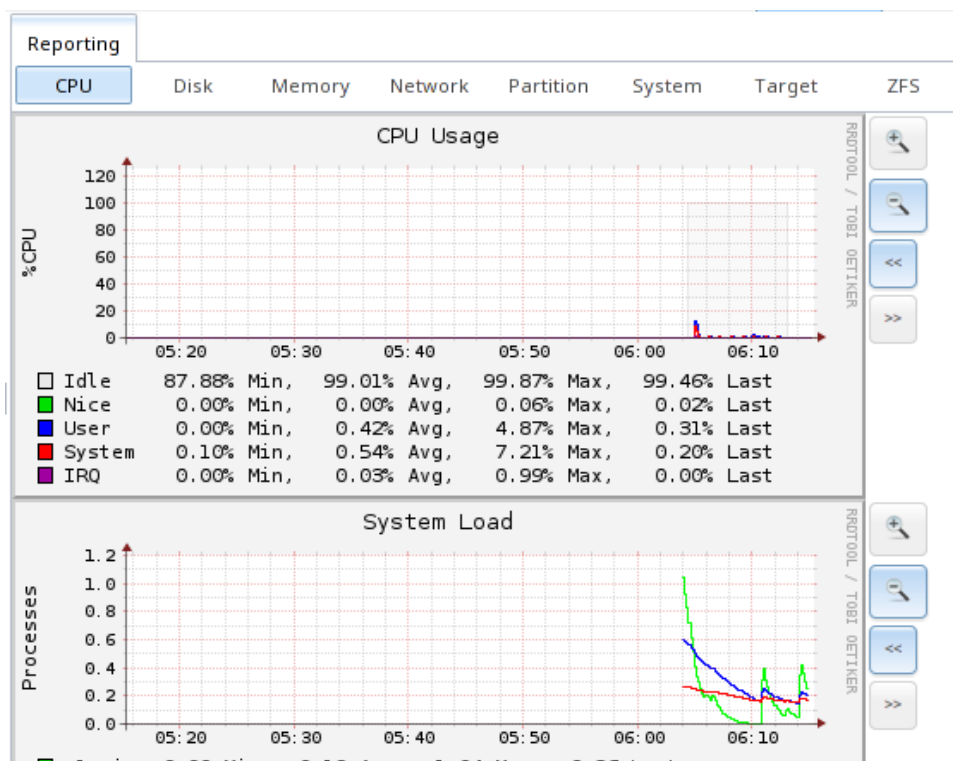 Reporting
CPU Disk Memory Network Partition System Target ZFS
CPU Usage
RRDTOOL / TOBI OETIKER
%CPU
120
100
80
60
40
20
0
05:20 05:30 05:40 05:50 06:00 06:10
Idle 87.88% Min, 99.01% Avg, 99.87% Max, 99.46% Last
Nice 0.00% Min, 0.00% Avg, 0.06% Max, 0.02% Last
User 0.00% Min, 0.42% Avg, 4.87% Max, 0.31% Last
System 0.10% Min, 0.54% Avg, 7.21% Max, 0.20% Last
IRQ 0.00% Min, 0.03% Avg, 0.99% Max, 0.00% Last
<<
>>
System Load
RRDTOOL / TOBI OETIKER
Processes
1.2
1.0
0.8
0.6
0.4
0.2
0.0
05:20 05:30 05:40 05:50 06:00 06:10
<<
>>